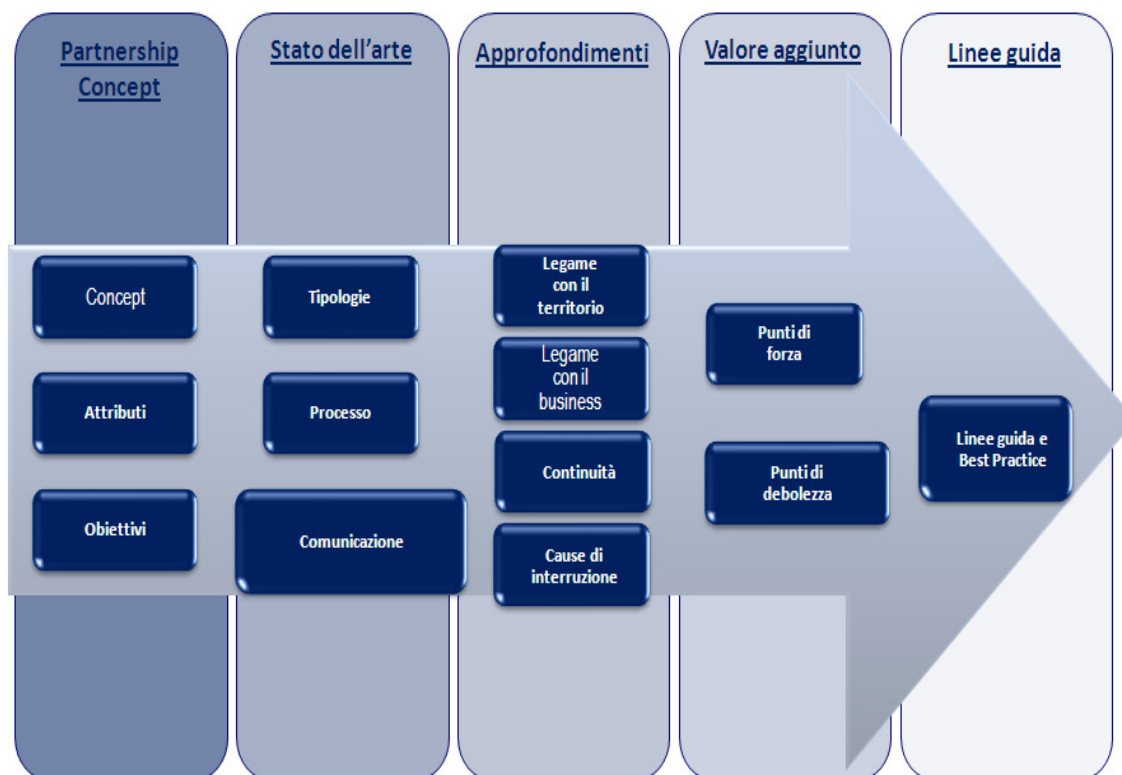 Partnership
Concept
Stato dell'arte
Approfondimenti
Valore aggiunto
Linee guida
Concept
Attributi
Obiettivi
Tipologie
Processo
Comunicazione
Legame
con il
territorio
Legame
con il
business
Continuità
Cause di
interruzione
Punti di
forza
Punti di
debolezza
Linee guida e
Best Practice